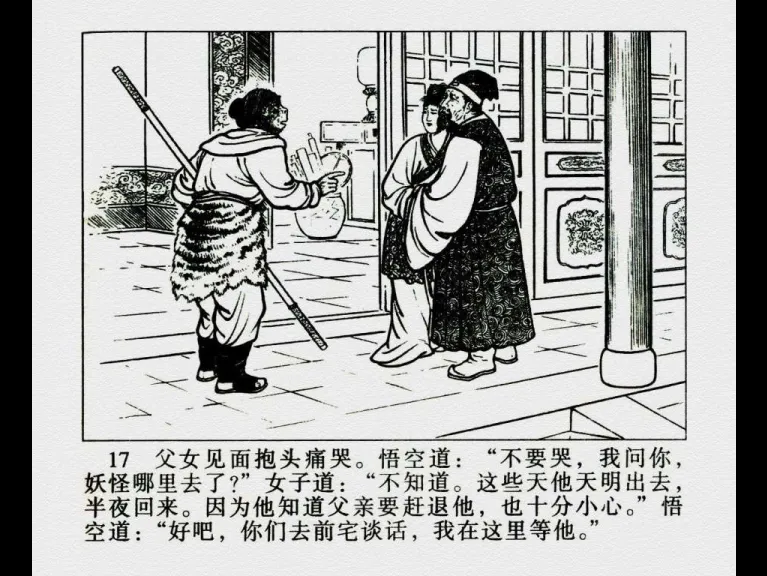 17 父女见面抱头痛哭。悟空道：“不要哭，我问你，
妖怪哪里去了？”女子道：“不知道。这些天他天明出去，
半夜回来。因为他知道父亲要赶退他，也十分小心。”悟
空道：“好吧，你们去前宅谈话，我在这里等他。”